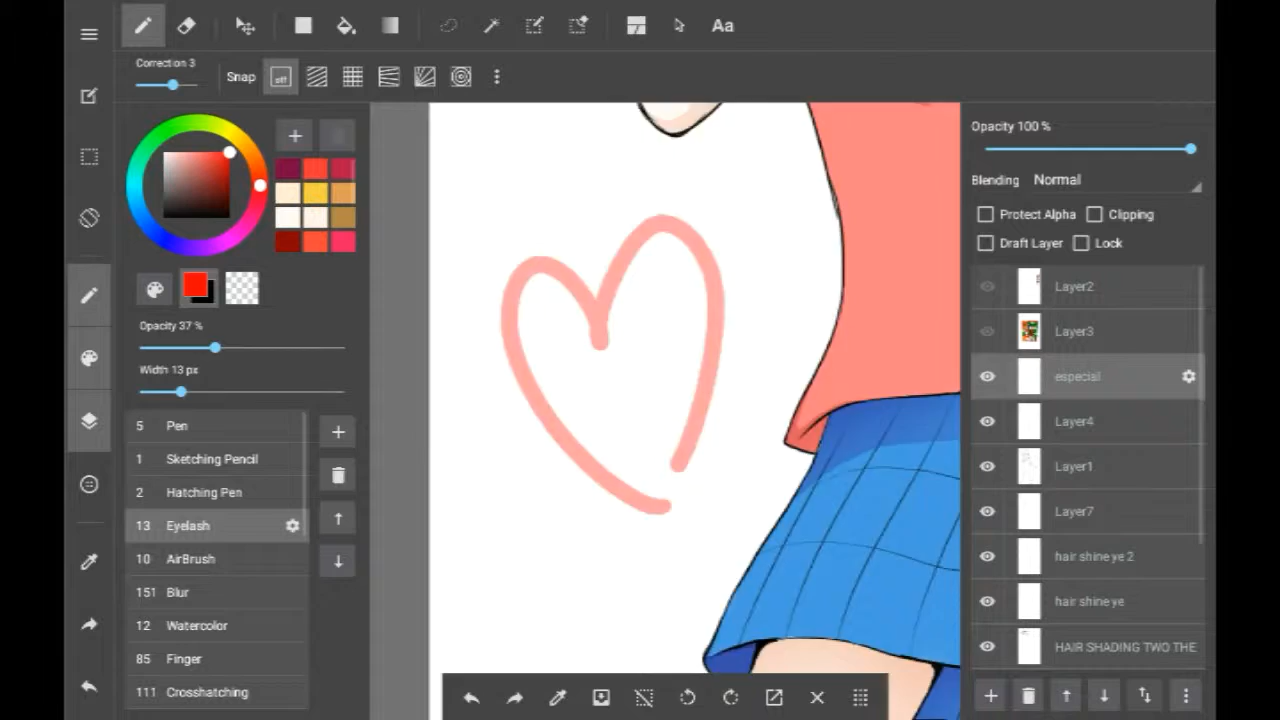 Aa
Correction 3
Snap
off
Opacity 100 %
Blending Normal
Protect Alpha
Clipping
Draft Layer
Lock
Layer2
Layer3
especial
Layer4
Layer1
Layer7
hair shine ye 2
hair shine ye
HAIR SHADING TWO THE
Opacity 37 %
Width 13 px
5 Pen
1 Sketching Pencil
2 Hatching Pen
13 Eyelash
10 AirBrush
151 Blur
12 Watercolor
85 Finger
111 Crosshatching